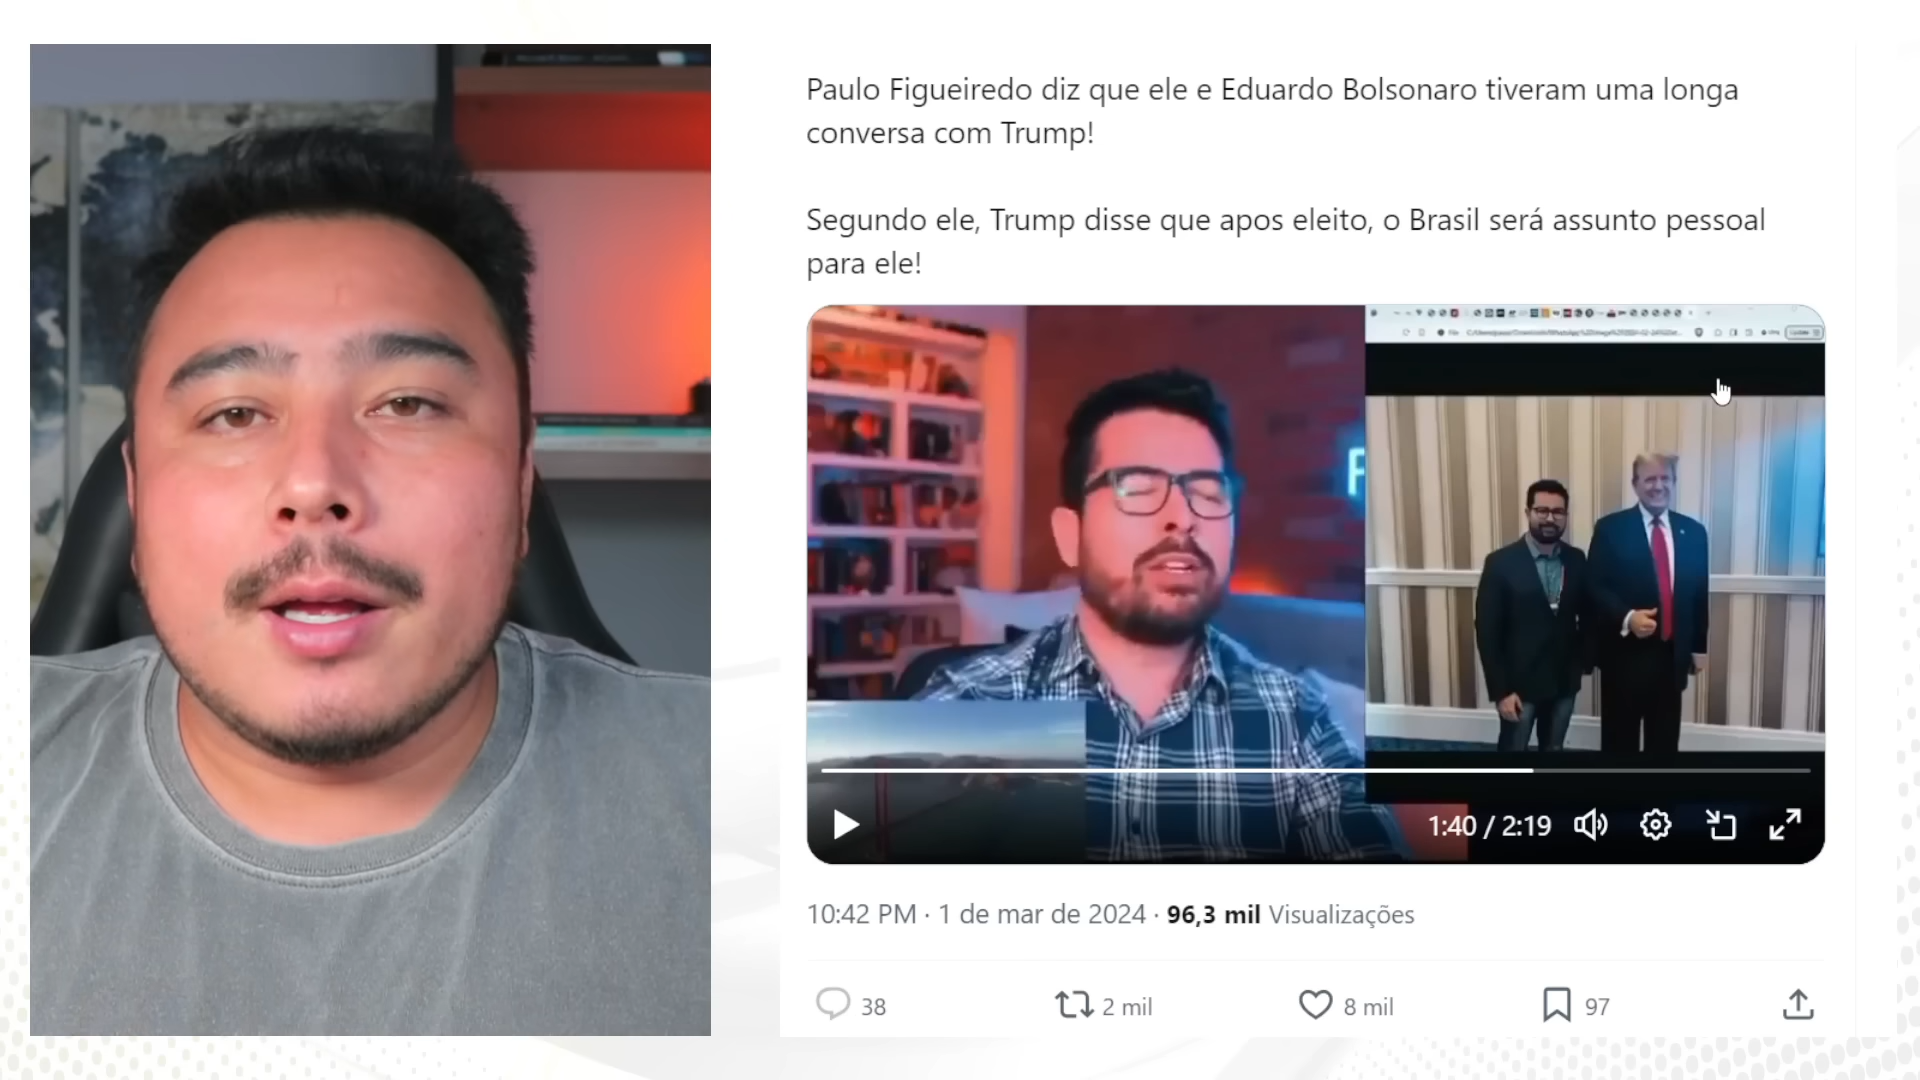 Paulo Figueiredo diz que ele e Eduardo Bolsonaro tiveram uma longa
conversa com Trump!
Segundo ele, Trump disse que apos eleito, o Brasil será assunto pessoal
para ele!
1:40 / 2:19
10:42 PM · 1 de mar de 2024 · 96,3 mil Visualizações
38 2 mil 8 mil 97